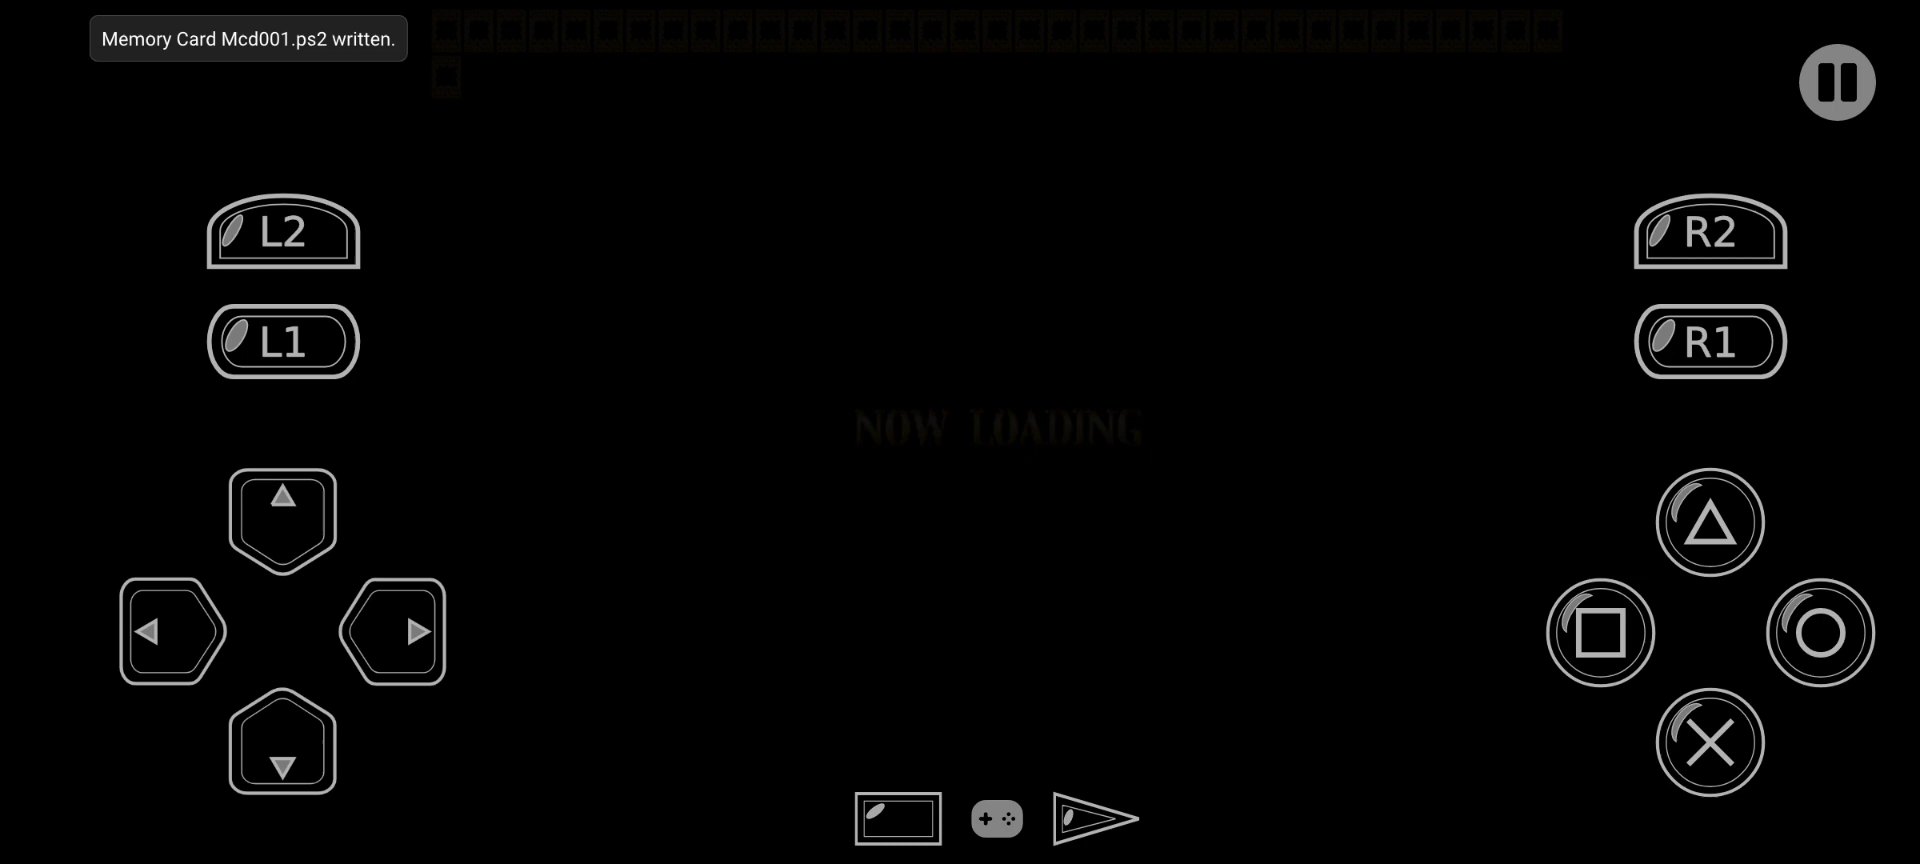 Memory Card Mcd001.ps2 written.
L2
R2
L1
R1
NOW LOADING